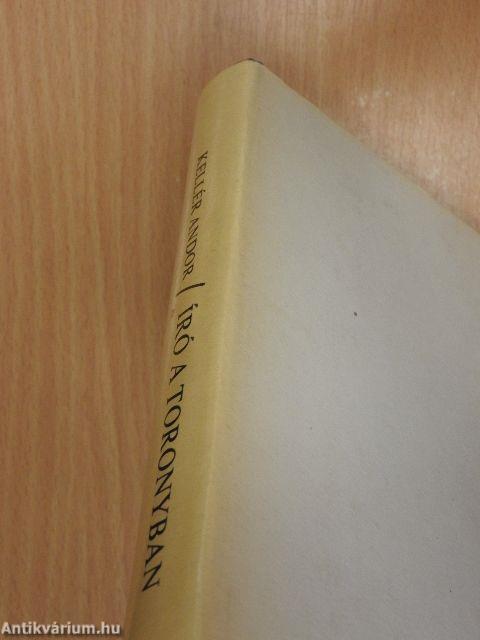 KELLÉR ANDOR / ÍRÓ A TORONYBAN
Antikvárium.hu